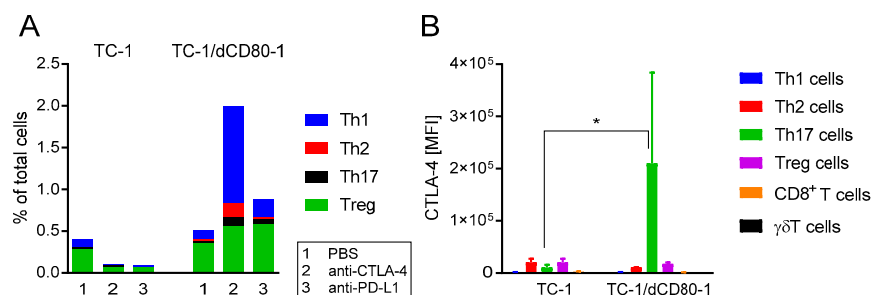 A
TC-1
TC-1/dCD80-1
2.5
2.0
1.5
1.0
0.5
0.0
% of total cells
1 2 3
1 2 3
Th1
Th2
Th17
Treg
1 PBS
2 anti-CTLA-4
3 anti-PD-L1
B
CTLA-4 [MFI]
4×10⁵
3×10⁵
2×10⁵
1×10⁵
0
*
TC-1
TC-1/dCD80-1
Th1 cells
Th2 cells
Th17 cells
Treg cells
CD8⁺ T cells
γδT cells